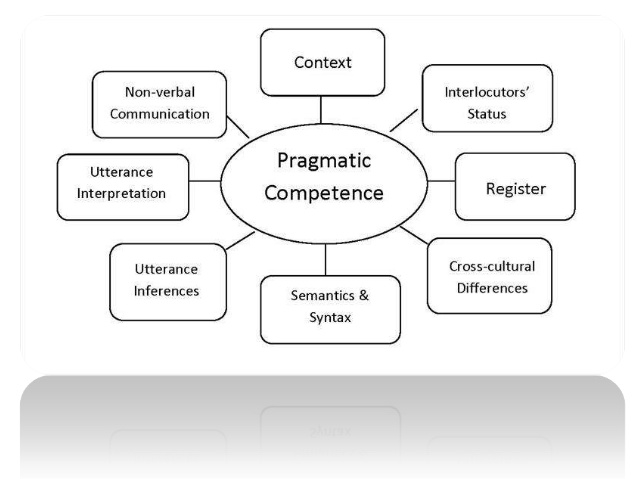 Context
Non-verbal
Communication
Interlocutors'
Status
Pragmatic
Competence
Utterance
Interpretation
Register
Utterance
Inferences
Semantics &
Syntax
Cross-cultural
Differences